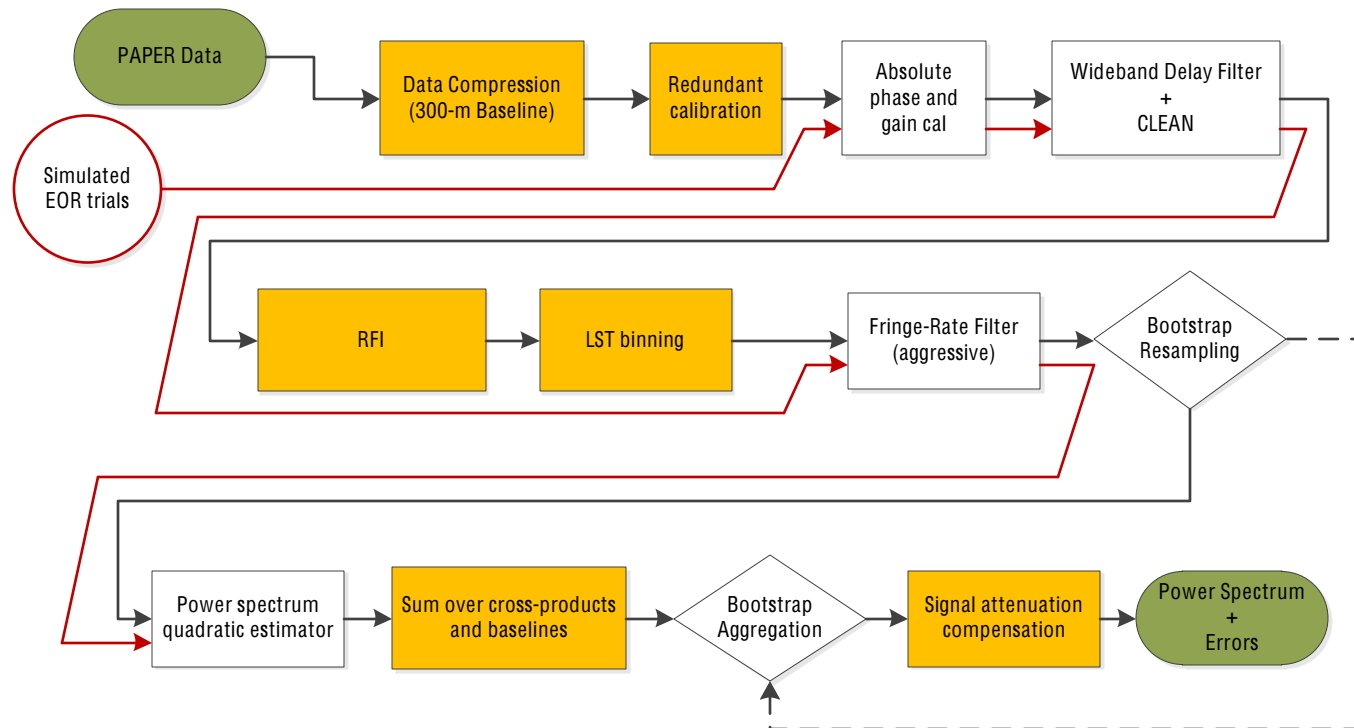 PAPER Data
Data Compression
(300-m Baseline)
Redundant
calibration
Absolute
phase and
gain cal
Wideband Delay Filter
+
CLEAN
Simulated
EOR trials
RFI
LST binning
Fringe-Rate Filter
(aggressive)
Bootstrap
Resampling
Power spectrum
quadratic estimator
Sum over cross-products
and baselines
Bootstrap
Aggregation
Signal attenuation
compensation
Power Spectrum
+
Errors